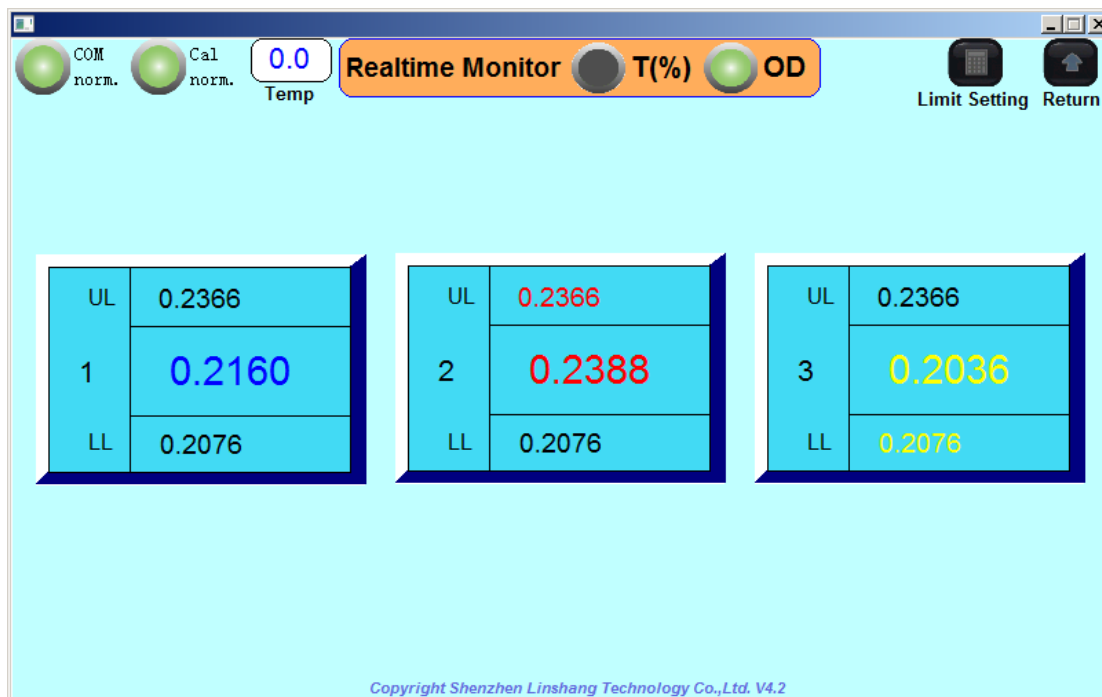 COM norm.
Cal norm.
0.0
Temp
Realtime Monitor T(%) OD
Limit Setting
Return
UL 0.2366
1 0.2160
LL 0.2076
UL 0.2366
2 0.2388
LL 0.2076
UL 0.2366
3 0.2036
LL 0.2076
Copyright Shenzhen Linshang Technology Co.,Ltd. V4.2